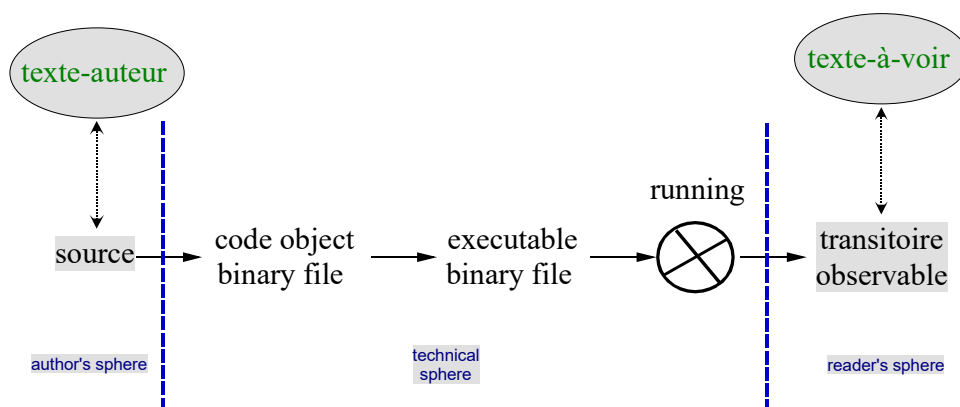 texte-auteur
texte-à-voir
running
source
code object
binary file
executable
binary file
transitoire
observable
author's sphere
technical
sphere
reader's sphere